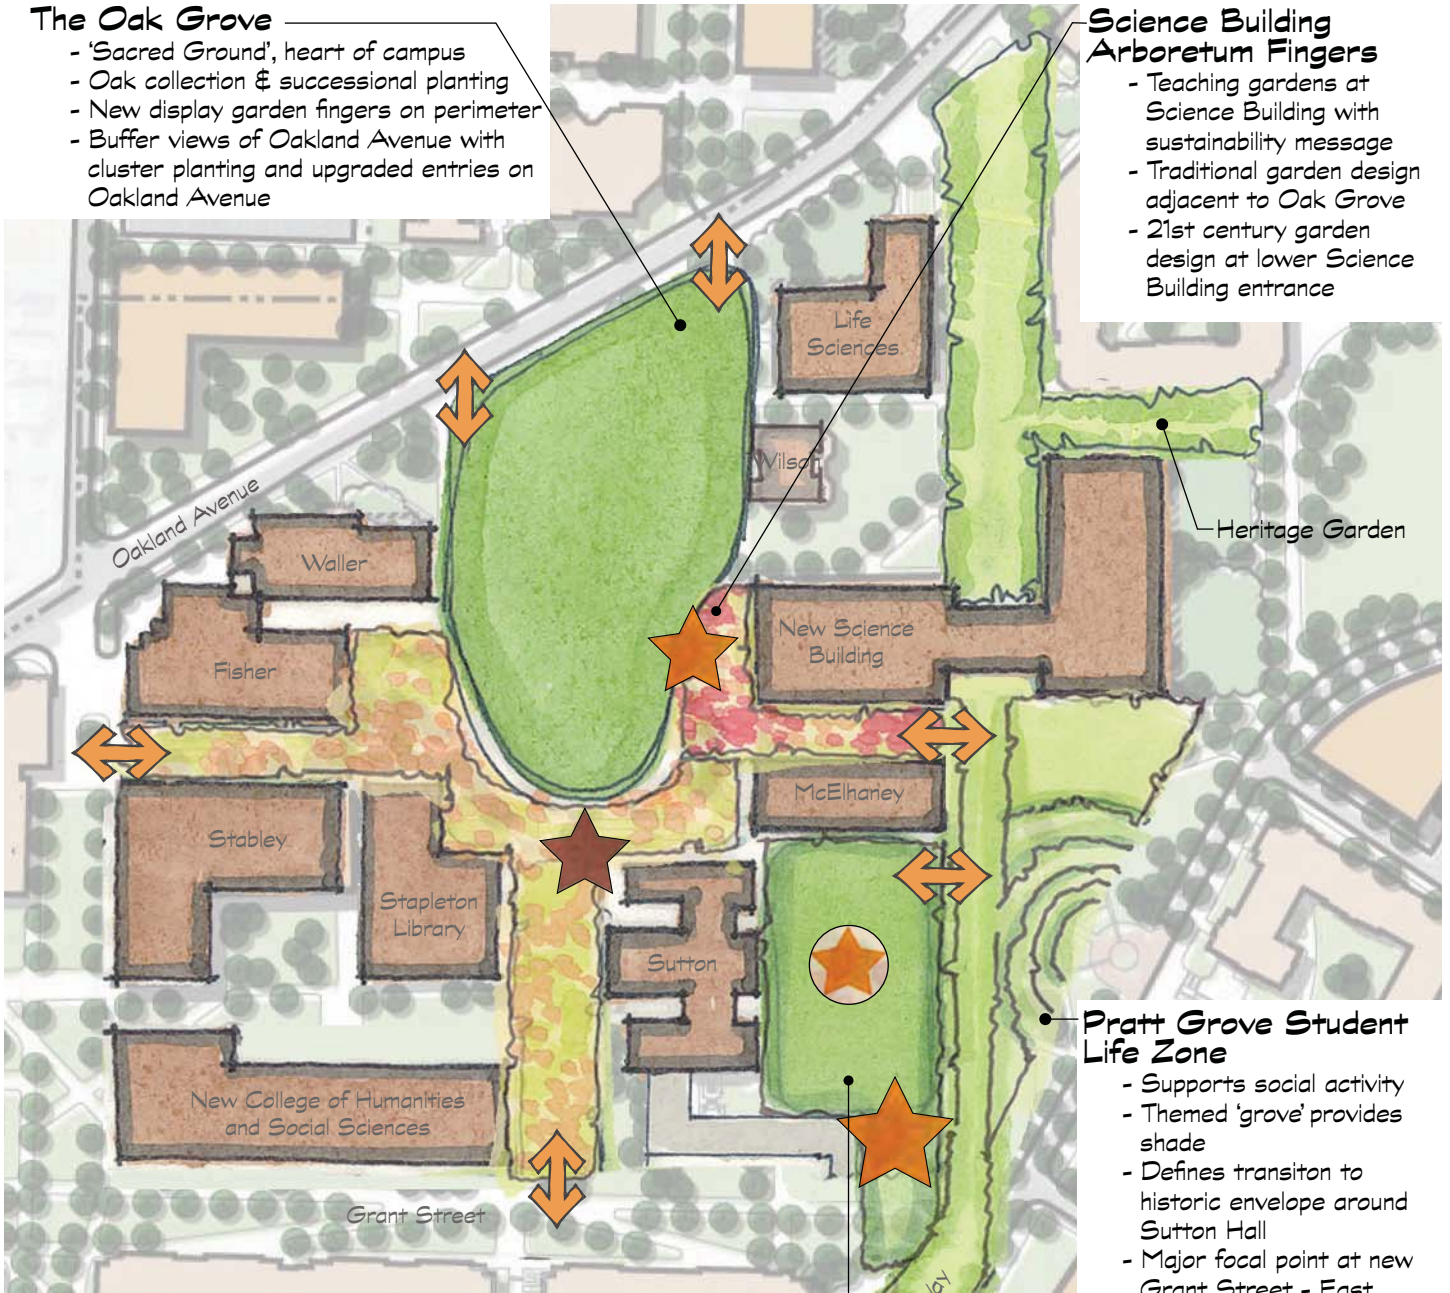 The Oak Grove
- 'Sacred Ground', heart of campus
- Oak collection & successional planting
- New display garden fingers on perimeter
- Buffer views of Oakland Avenue with
cluster planting and upgraded entries on
Oakland Avenue
Science Building
Arboretum Fingers
- Teaching gardens at
Science Building with
sustainability message
- Traditional garden design
adjacent to Oak Grove
- 21st century garden
design at lower Science
Building entrance
Life
Sciences
Wilson
Oakland Avenue
Heritage Garden
Waller
Fisher
New Science
Building
McElhaney
Stabley
Stapleton
Library
Sutton
New College of Humanities
and Social Sciences
Grant Street
Pratt Grove Student
Life Zone
- Supports social activity
- Themed 'grove' provides
shade
- Defines transiton to
historic envelope around
Sutton Hall
- Major focal point at new
Grant Street - East